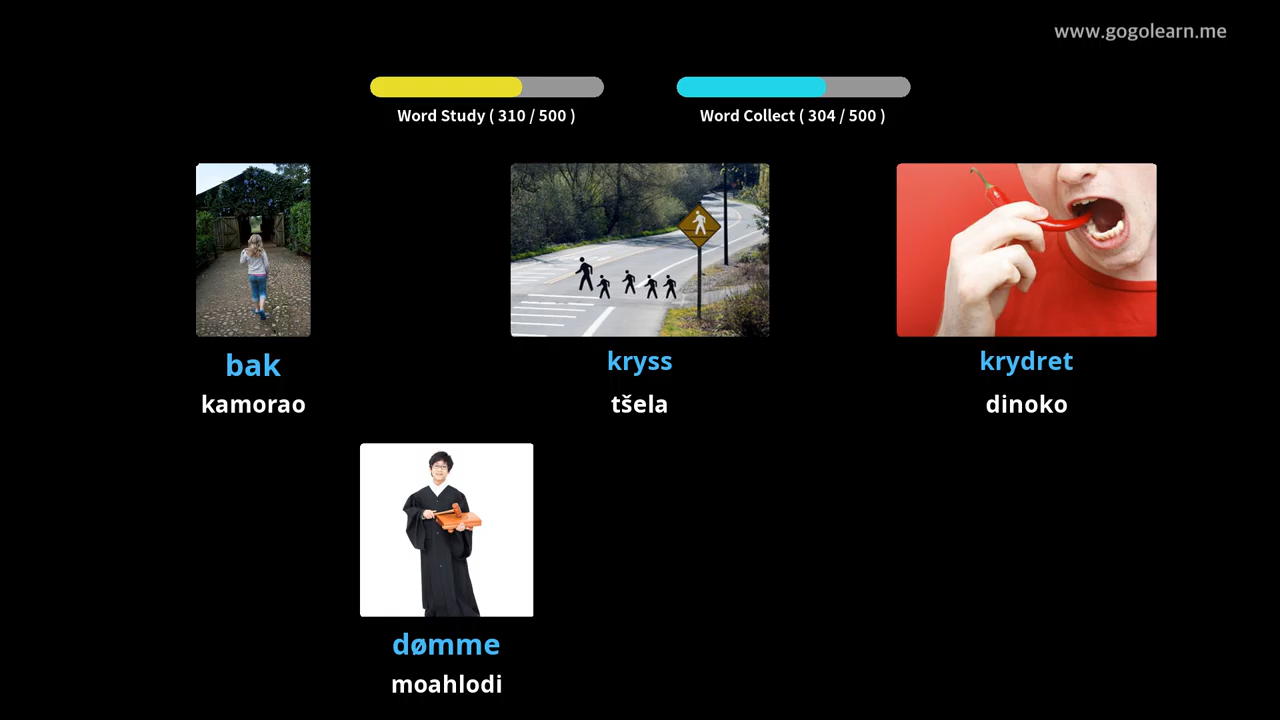 www.gogolearn.me
Word Study ( 310 / 500 )
Word Collect ( 304 / 500 )
bak
kamorao
kryss
tšela
krydret
dinoko
dømme
moahlodi